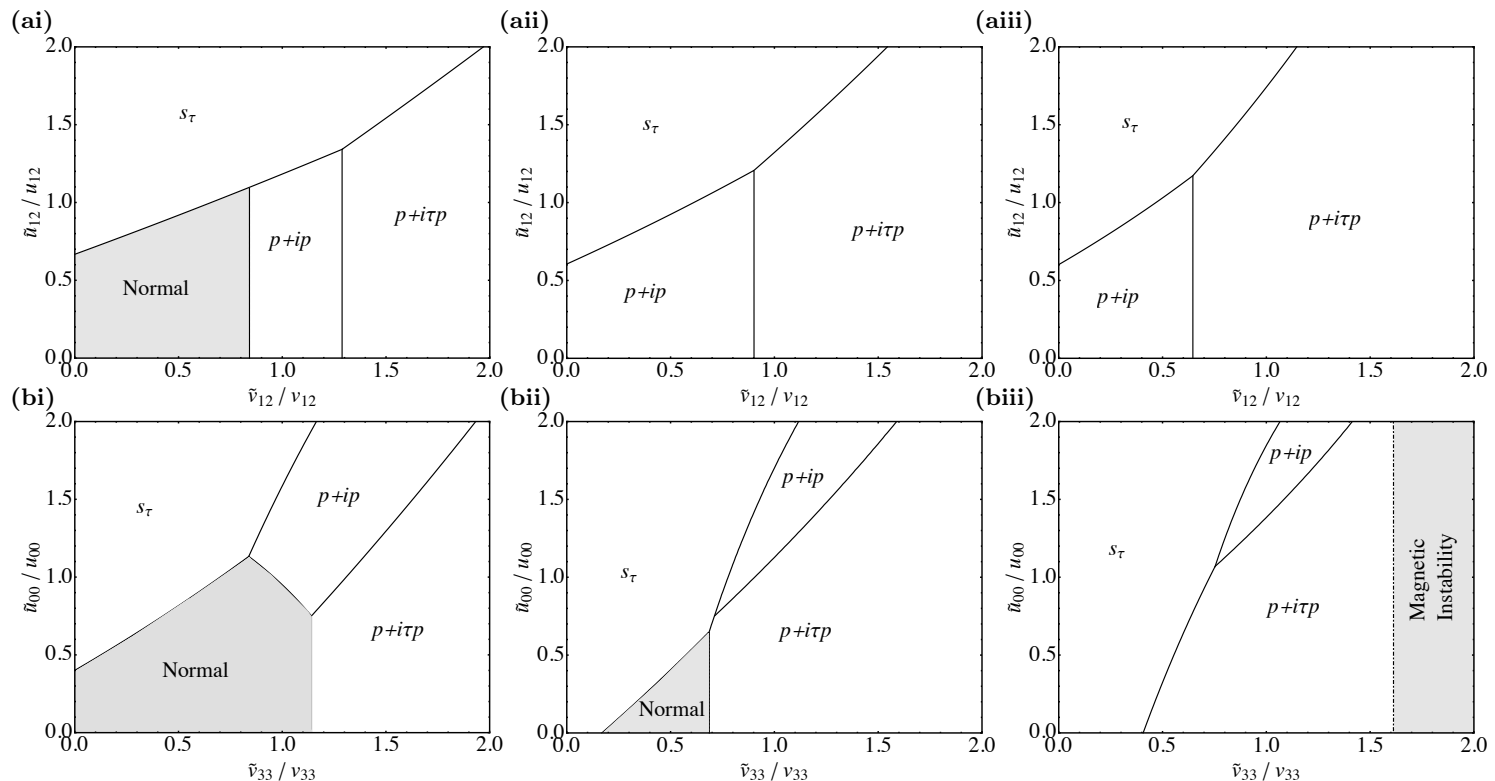 (ai)
2.0
1.5
1.0
0.5
0.0
ũ12 / u12
sτ
Normal
p+ip
p+iτp
0.0 0.5 1.0 1.5 2.0
ṽ12 / v12
(aii)
2.0
1.5
1.0
0.5
0.0
ũ12 / u12
sτ
p+ip
p+iτp
0.0 0.5 1.0 1.5 2.0
ṽ12 / v12
(aiii)
2.0
1.5
1.0
0.5
0.0
ũ12 / u12
sτ
p+ip
p+iτp
0.0 0.5 1.0 1.5 2.0
ṽ12 / v12
(bi)
2.0
1.5
1.0
0.5
0.0
ũ00 / u00
sτ
p+ip
Normal
p+iτp
0.0 0.5 1.0 1.5 2.0
ṽ33 / v33
(bii)
2.0
1.5
1.0
0.5
0.0
ũ00 / u00
sτ
p+ip
p+iτp
Normal
0.0 0.5 1.0 1.5 2.0
ṽ33 / v33
(biii)
2.0
1.5
1.0
0.5
0.0
ũ00 / u00
sτ
p+ip
p+iτp
Magnetic
Instability
0.0 0.5 1.0 1.5 2.0
ṽ33 / v33